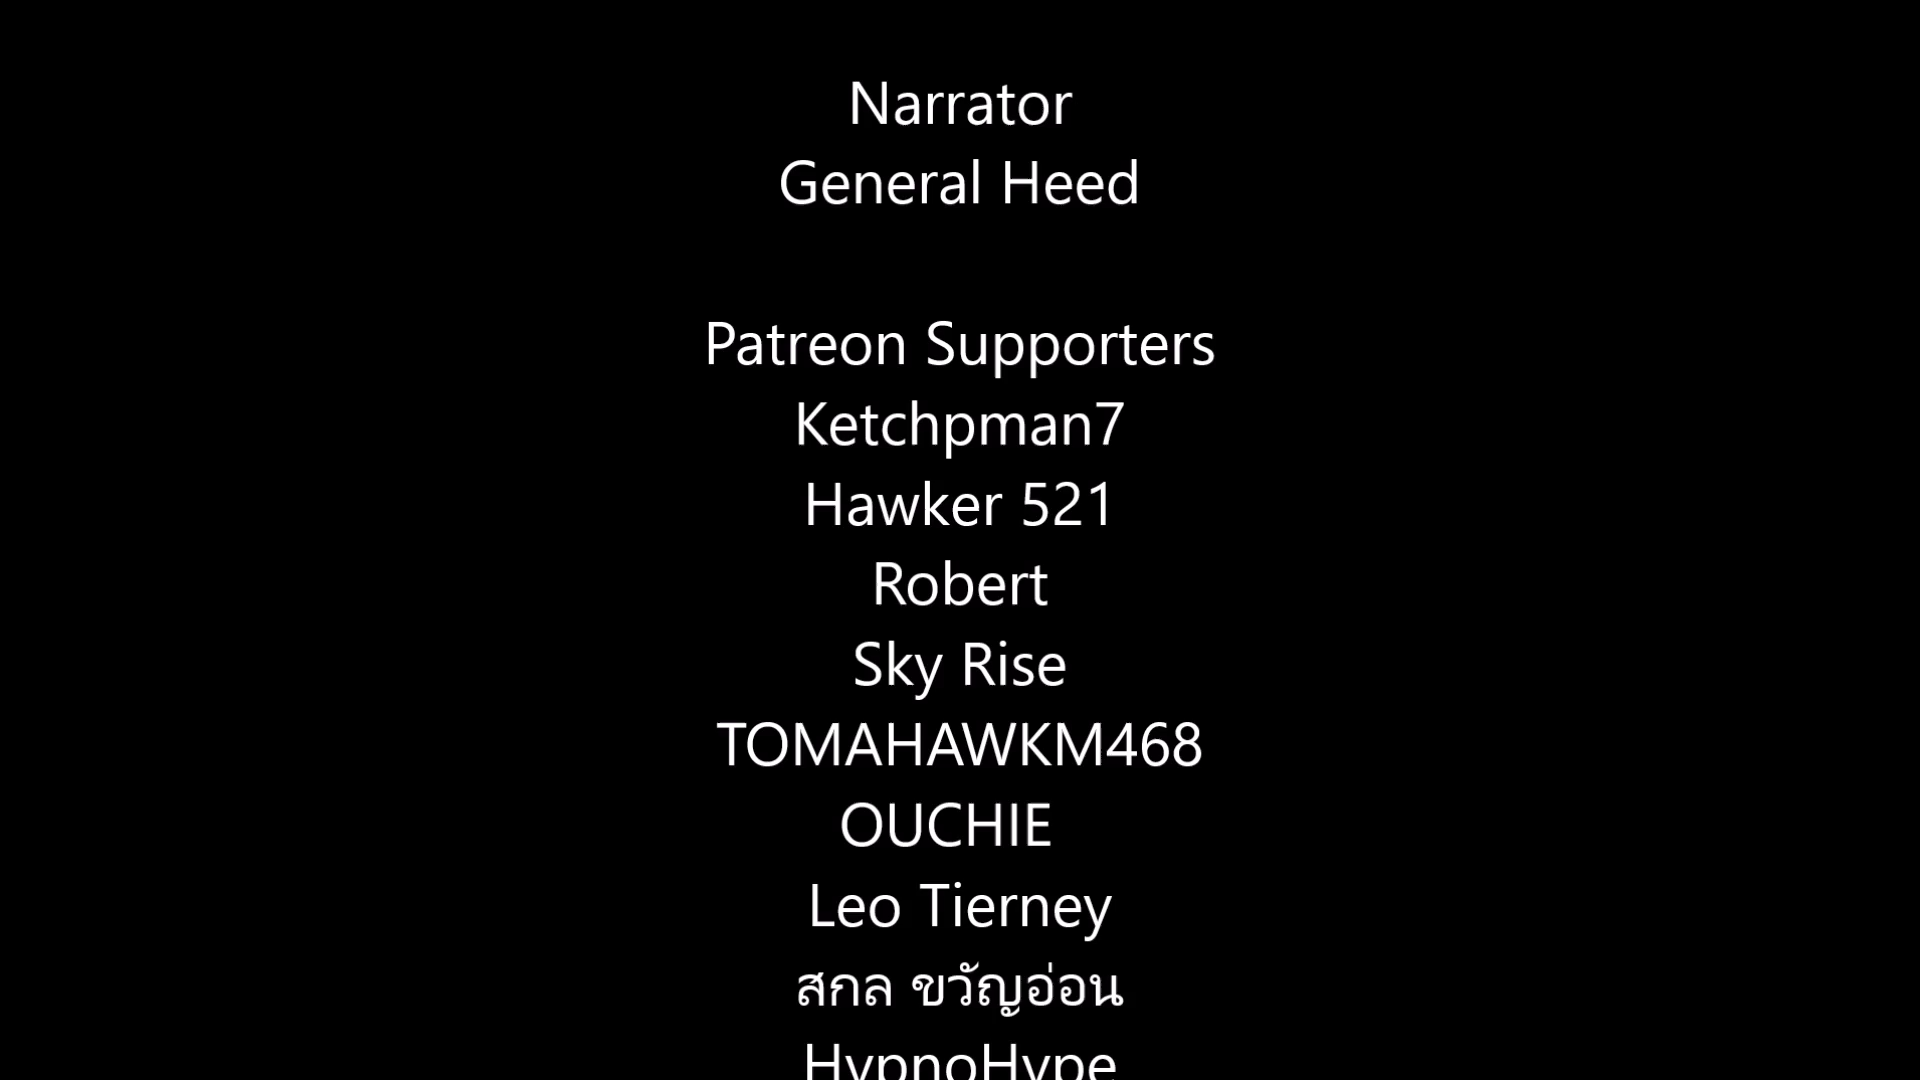 Narrator
General Heed
Patreon Supporters
Ketchpman7
Hawker 521
Robert
Sky Rise
TOMAHAWKM468
OUCHIE
Leo Tierney
สกล ขวัญอ่อน
HypnoHype